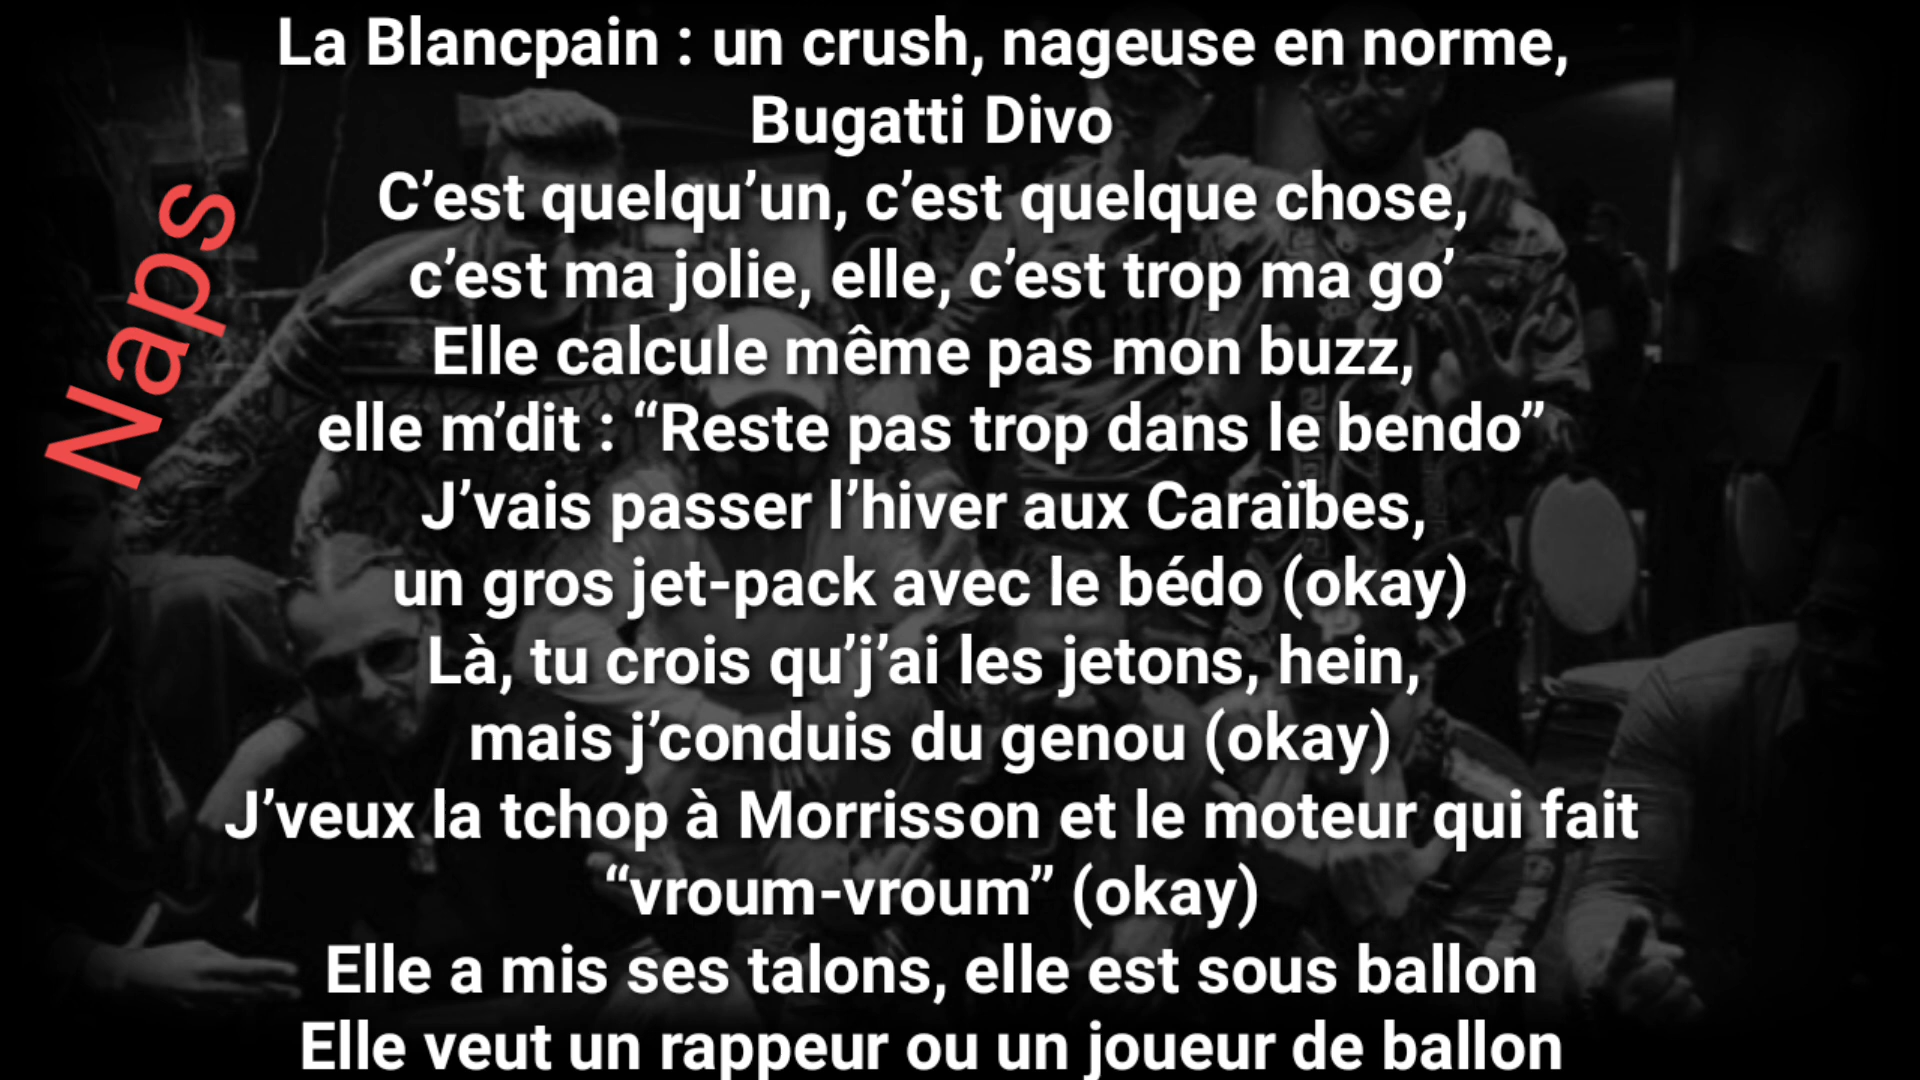 La Blancpain : un crush, nageuse en norme,
Bugatti Divo
C’est quelqu’un, c’est quelque chose,
c’est ma jolie, elle, c’est trop ma go’
Elle calcule même pas mon buzz,
elle m’dit : “Reste pas trop dans le bendo”
J’vais passer l’hiver aux Caraïbes,
un gros jet-pack avec le bédo (okay)
Là, tu crois qu’j’ai les jetons, hein,
mais j’conduis du genou (okay)
J’veux la tchop à Morrisson et le moteur qui fait
“vroum-vroum” (okay)
Elle a mis ses talons, elle est sous ballon
Elle veut un rappeur ou un joueur de ballon
Naps